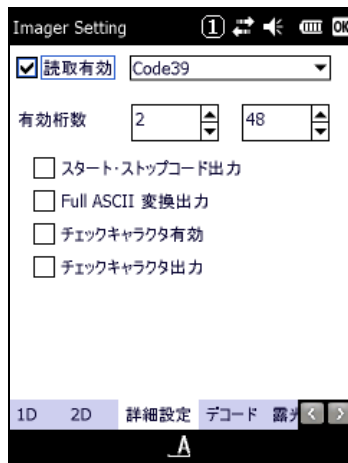 Imager Setting 1 OK
読取有効 Code39
有効桁数 2 48
スタート・ストップコード出力
Full ASCII 変換出力
チェックキャラクタ有効
チェックキャラクタ出力
1D 2D 詳細設定 デコード 露光
A